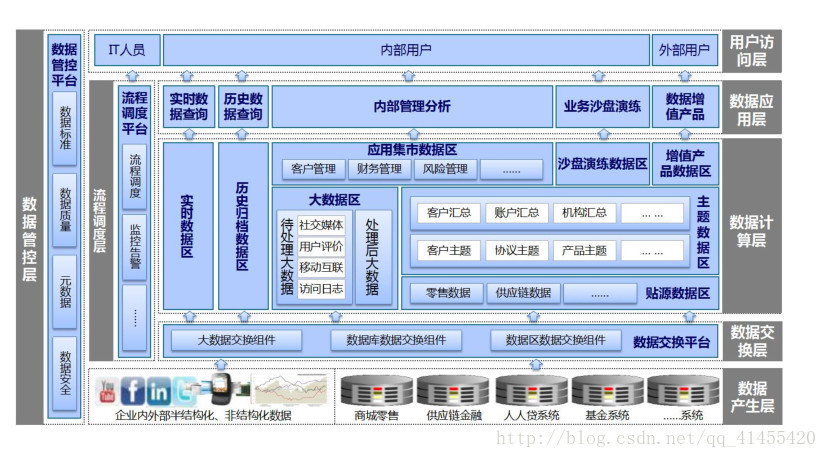 数据管控层
数据
管控
平台
数据标准
数据质量
元数据
数据安全
IT人员
内部用户
外部用户
用户访
问层
流程调度层
流程
调度
平台
流程调度
监控告警
......
实时数
据查询
历史数
据查询
内部管理分析
业务沙盘演练
数据增
值产品
数据应
用层
实时数据区
历史归档数据区
应用集市数据区
客户管理
财务管理
风险管理
......
沙盘演练数据区
增值产
品数据区
大数据区
待处理大数据
社交媒体
用户评价
移动互联
访问日志
处理后大数据
客户汇总
账户汇总
机构汇总
... ...
客户主题
协议主题
产品主题
... ...
主题数据区
零售数据
供应链数据
......
贴源数据区
数据计
算层
大数据交换组件
数据库数据交换组件
数据区数据交换组件
数据交换平台
数据交
换层
You
Tube
f
in
企业内外部半结构化、非结构化数据
商城零售
供应链金融
人人贷系统
基金系统
......系统
数据
产生层
http://blog.csdn.net/qq_41455420